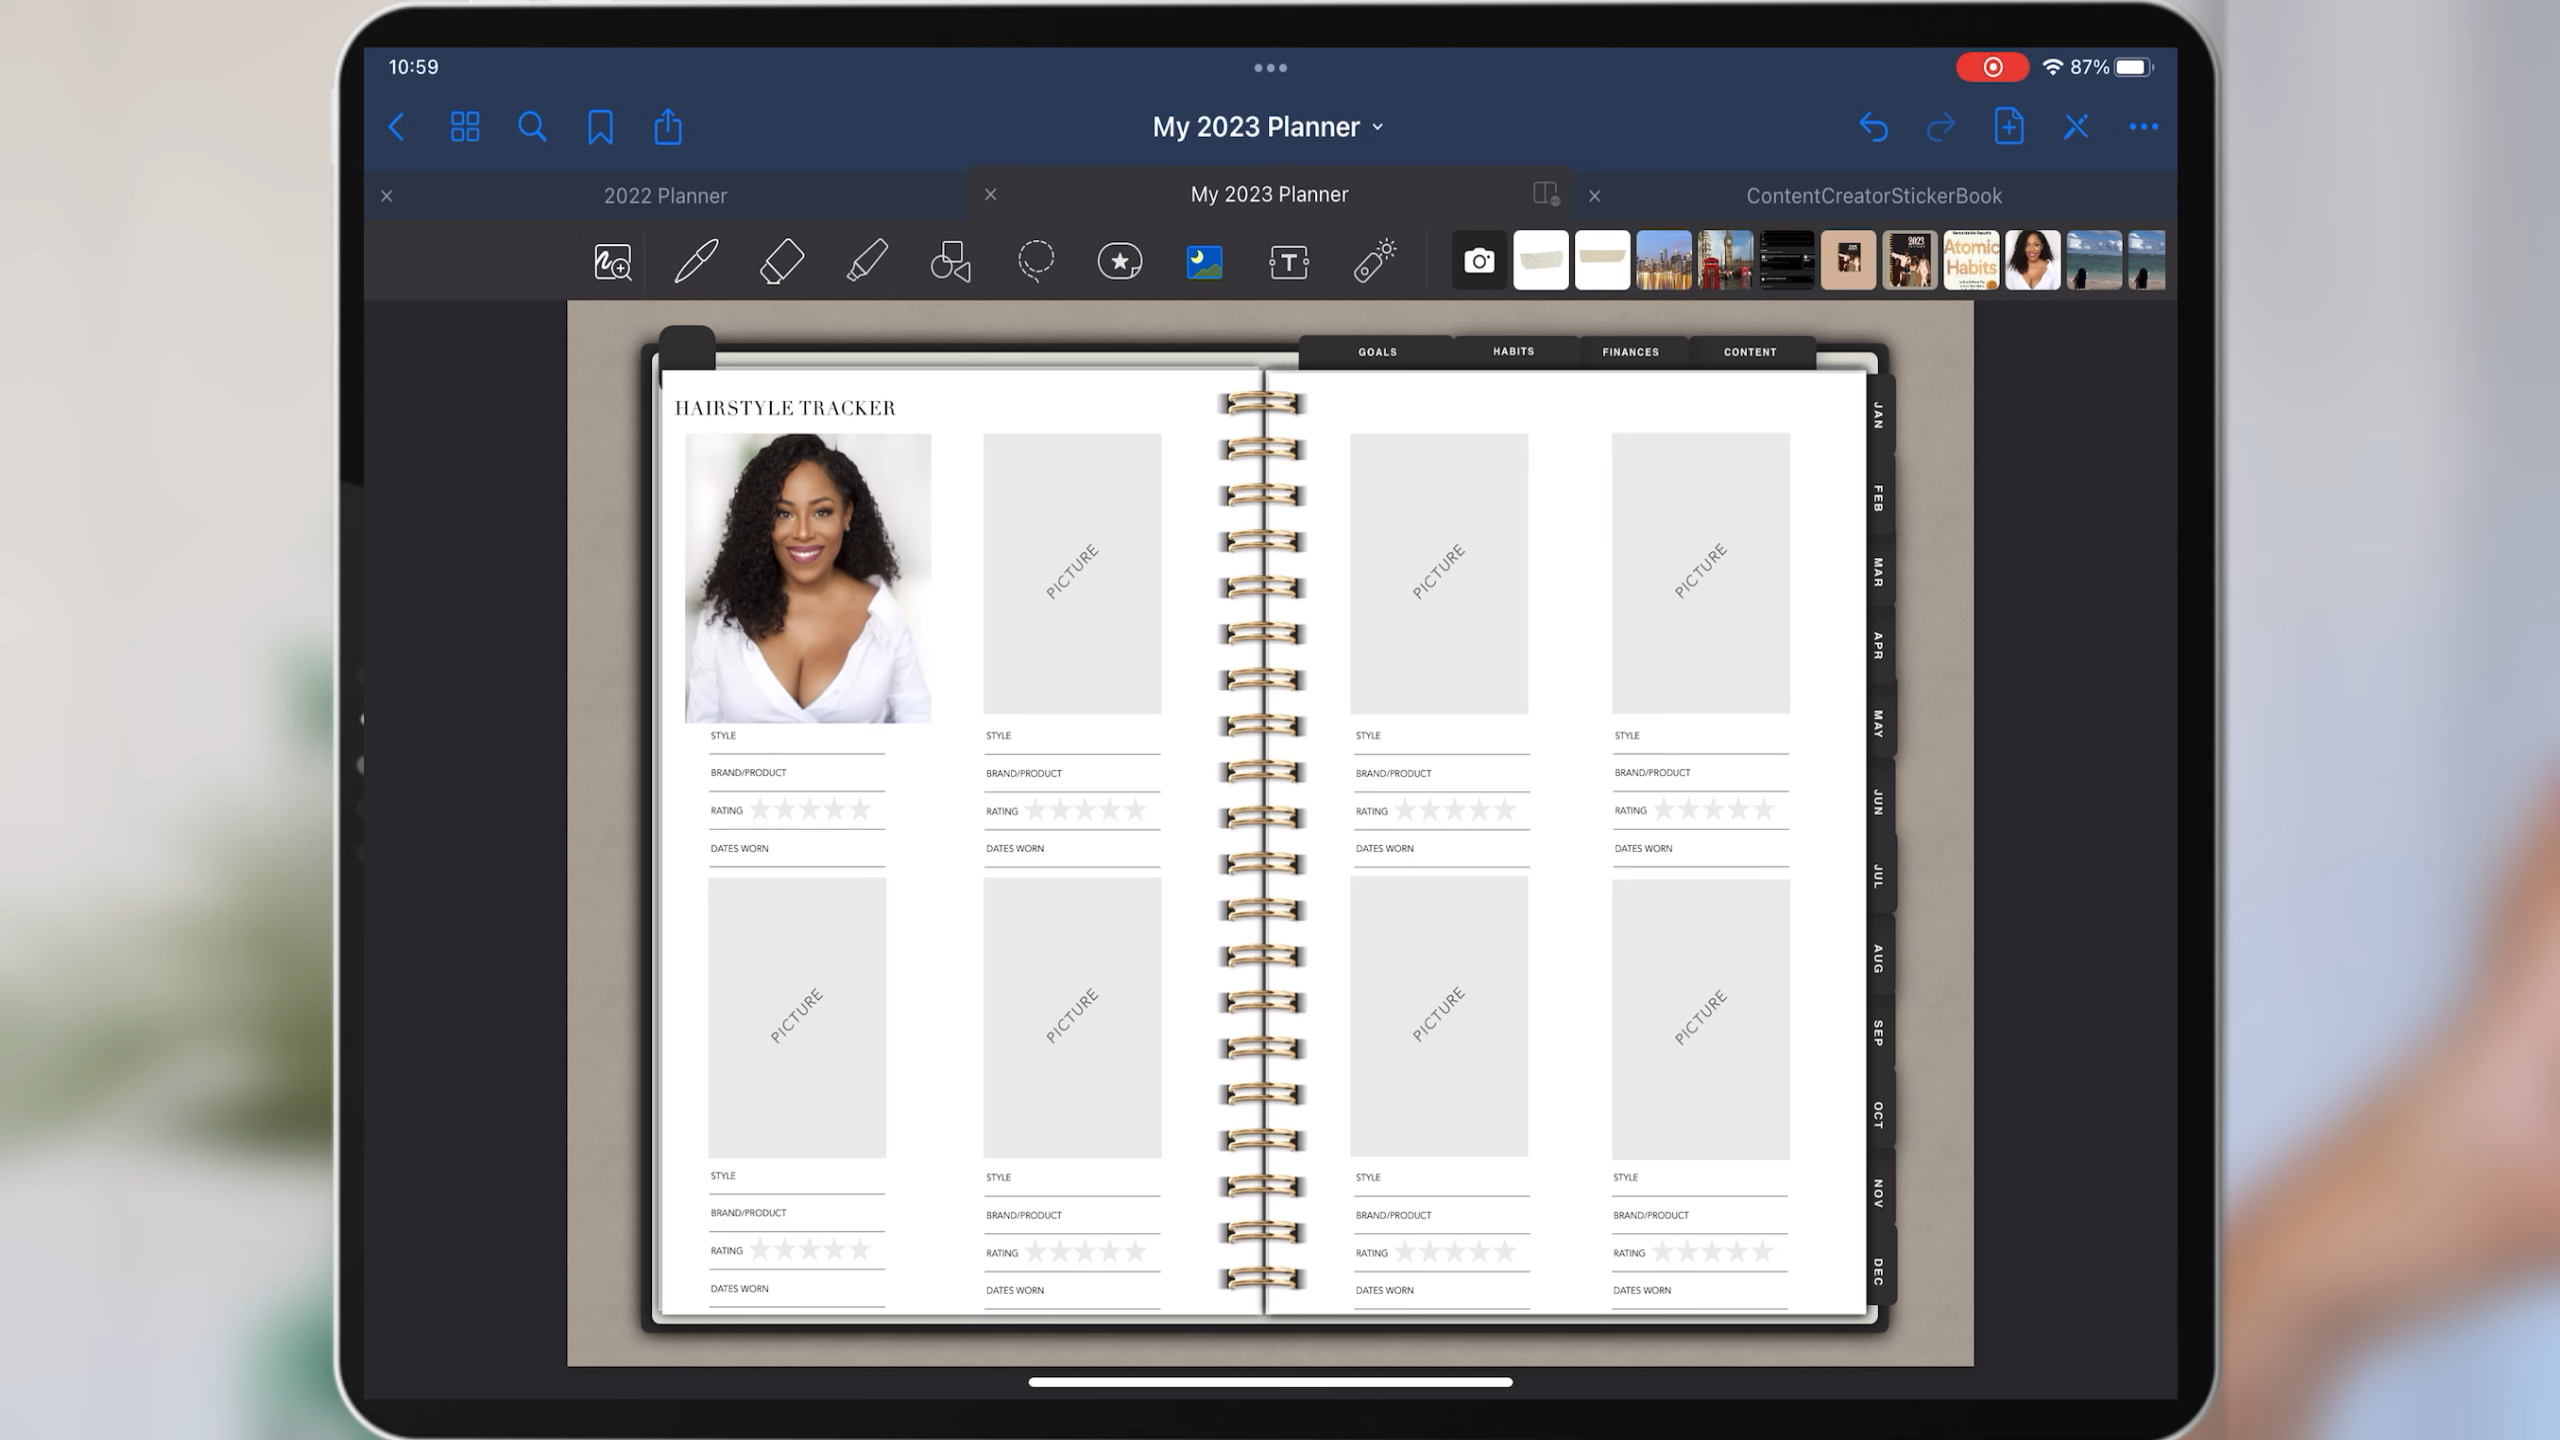 10:59
87%
My 2023 Planner
2022 Planner
My 2023 Planner
ContentCreatorStickerBook
T
2023
Atomic
Habits
GOALS
HABITS
FINANCES
CONTENT
HAIRSTYLE TRACKER
PICTURE
PICTURE
PICTURE
STYLE
STYLE
STYLE
STYLE
BRAND/PRODUCT
BRAND/PRODUCT
BRAND/PRODUCT
BRAND/PRODUCT
RATING
RATING
RATING
RATING
DATES WORN
DATES WORN
DATES WORN
DATES WORN
PICTURE
PICTURE
PICTURE
PICTURE
STYLE
STYLE
STYLE
STYLE
BRAND/PRODUCT
BRAND/PRODUCT
BRAND/PRODUCT
BRAND/PRODUCT
RATING
RATING
RATING
RATING
DATES WORN
DATES WORN
DATES WORN
DATES WORN
JAN
FEB
MAR
APR
MAY
JUN
JUL
AUG
SEP
OCT
NOV
DEC